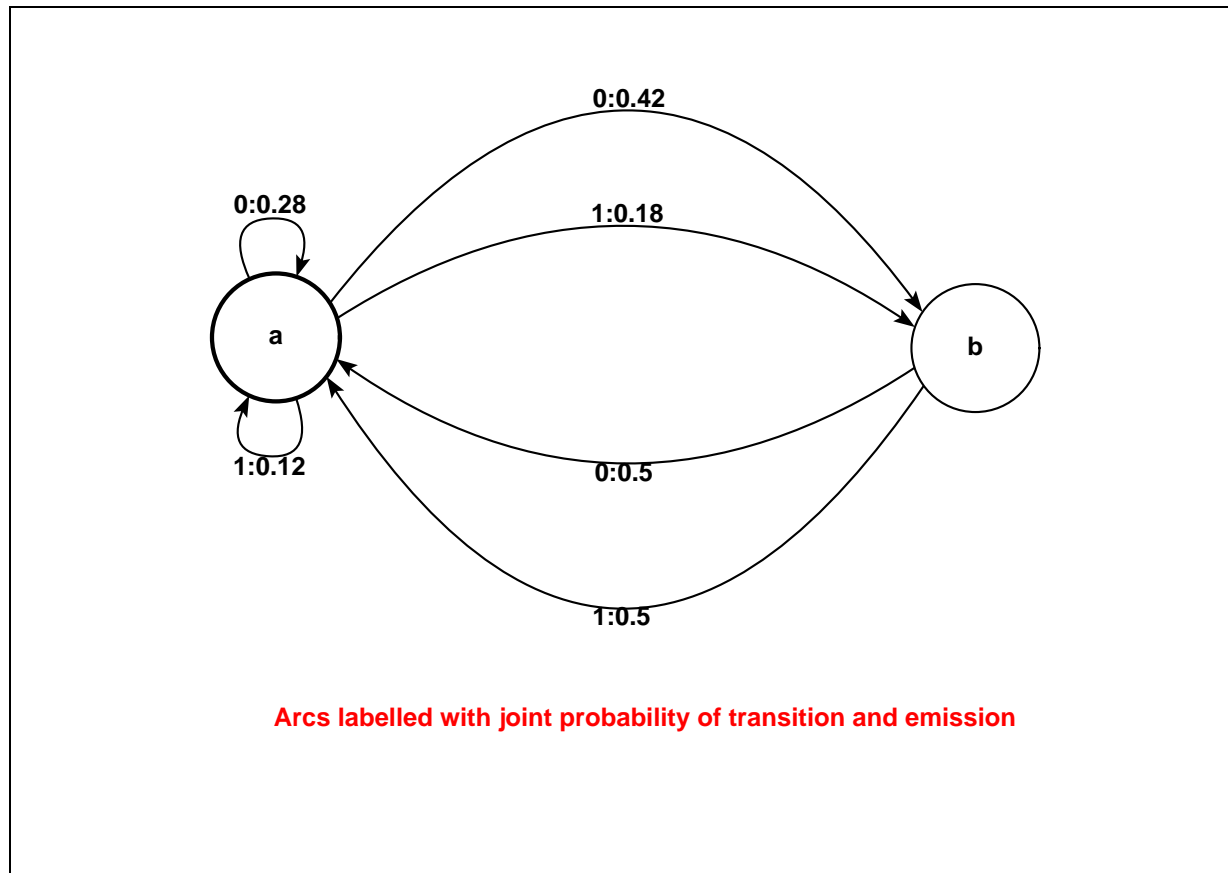 0:0.42
0:0.28
1:0.18
a
b
1:0.12
0:0.5
1:0.5
Arcs labelled with joint probability of transition and emission